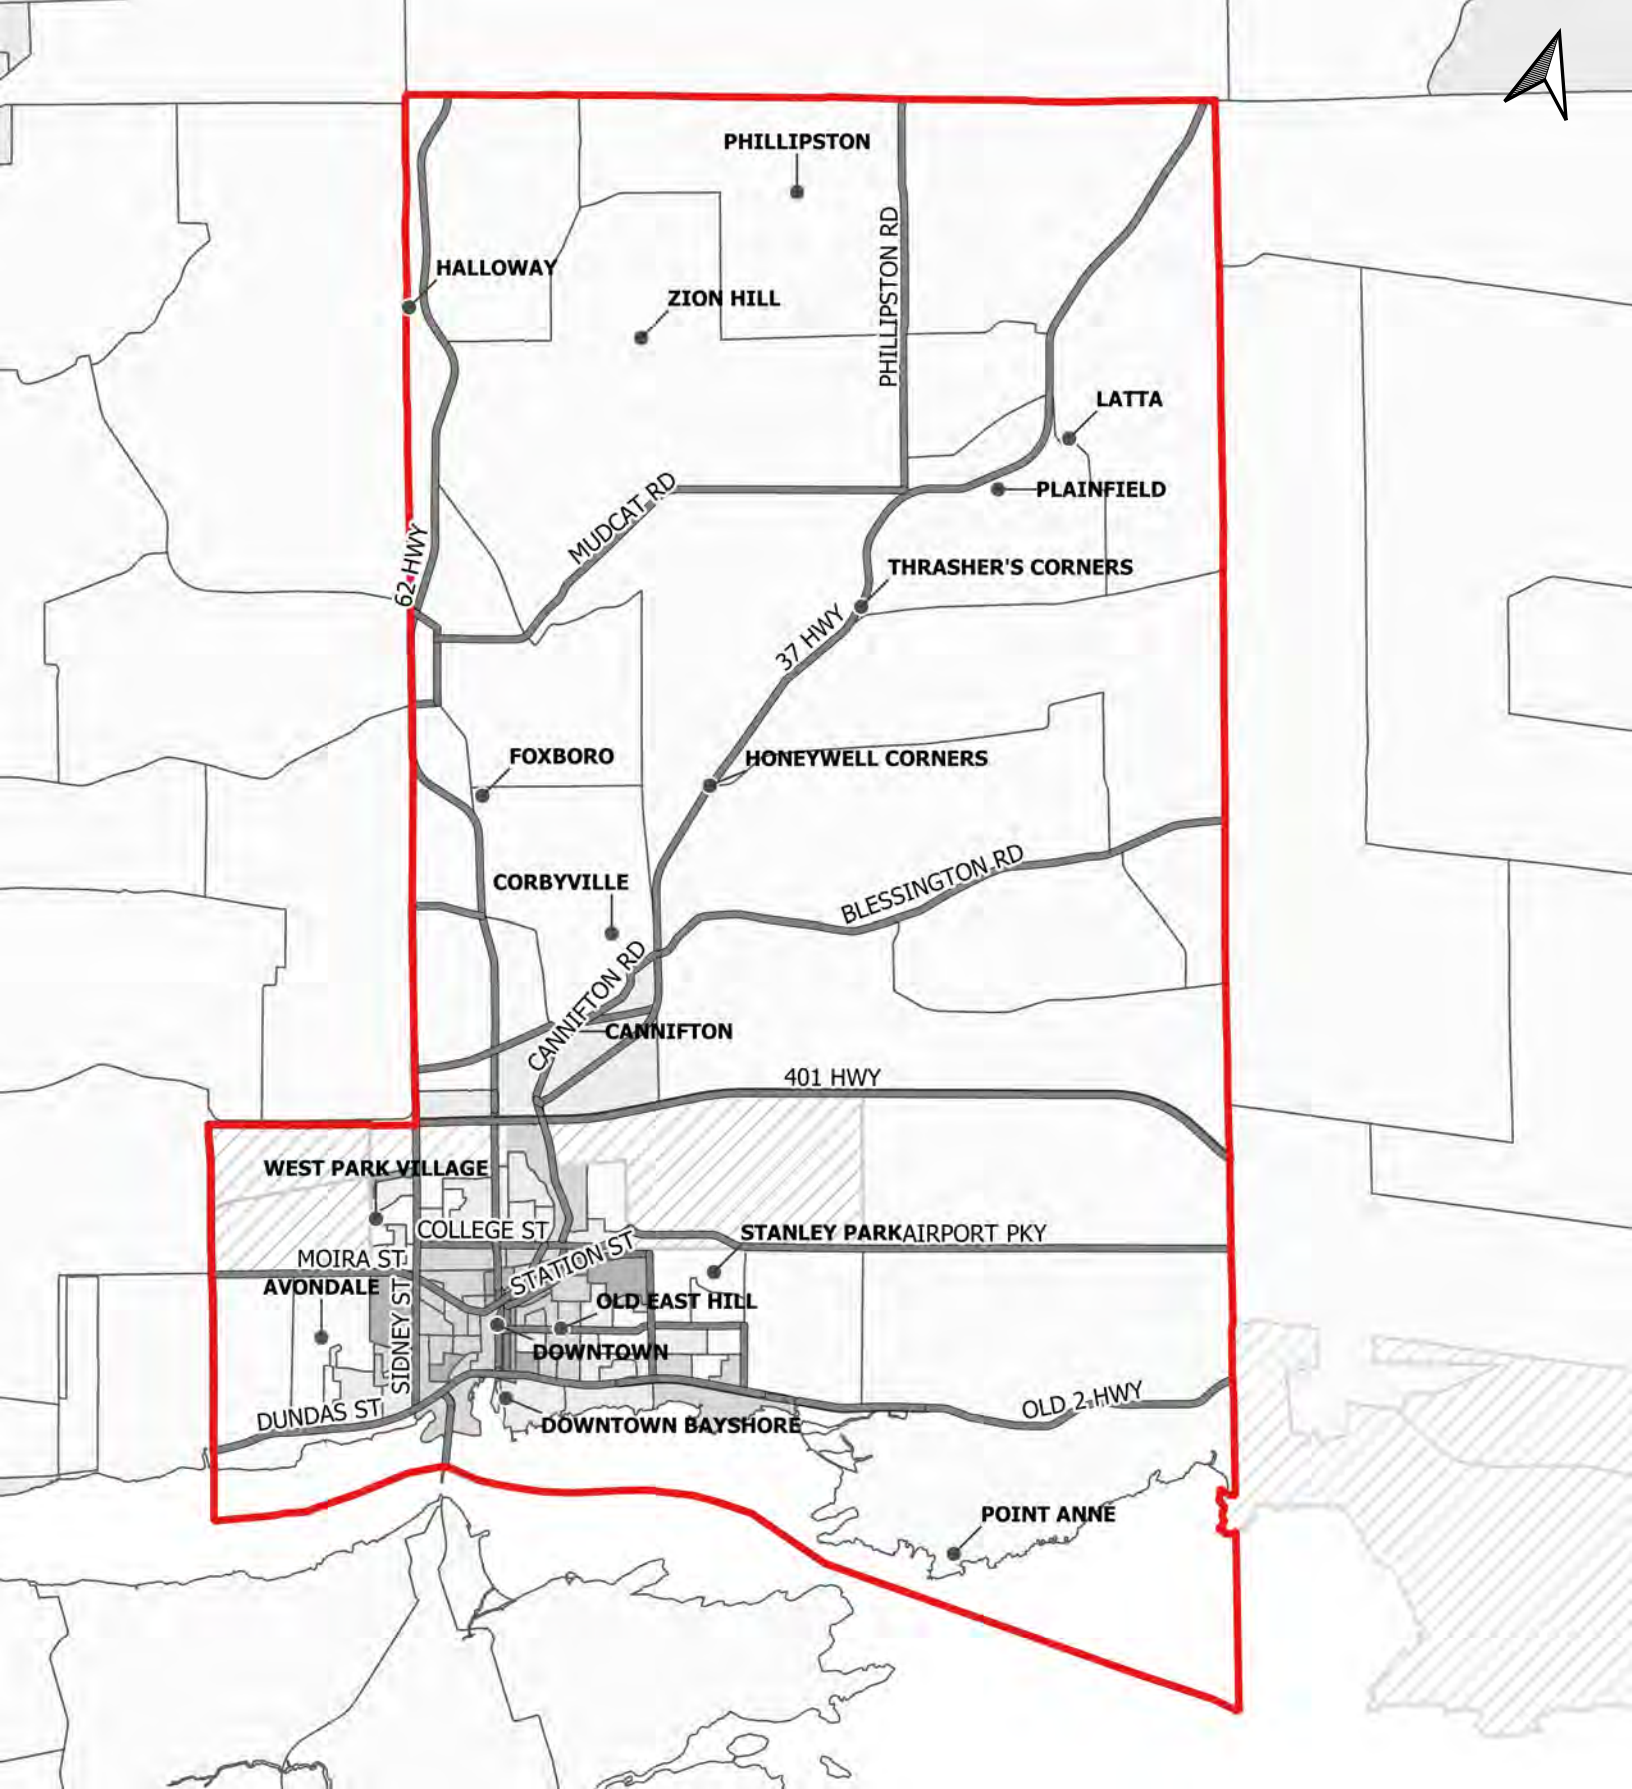 PHILLIPSTON
PHILLIPSTON RD
HALLOWAY
ZION HILL
LATTA
MUDCAT RD
PLAINFIELD
62 HWY
THRASHER'S CORNERS
37 HWY
FOXBORO
HONEYWELL CORNERS
CORBYVILLE
BLESSINGTON RD
CANNIFTON RD
CANNIFTON
401 HWY
WEST PARK VILLAGE
COLLEGE ST
STANLEY PARK
AIRPORT PKY
MOIRA ST
STATION ST
AVONDALE
SIDNEY ST
OLD EAST HILL
DOWNTOWN
DUNDAS ST
OLD 2 HWY
DOWNTOWN BAYSHORE
POINT ANNE